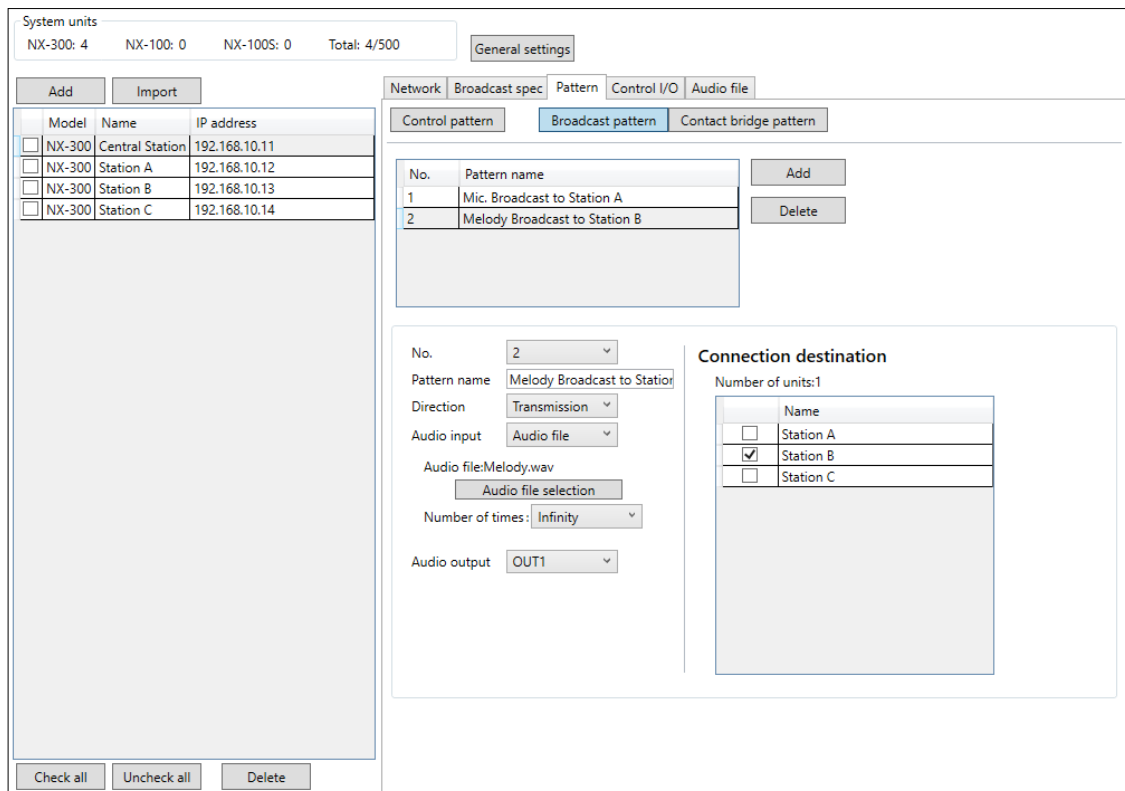 System units
NX-300: 4 NX-100: 0 NX-100S: 0 Total: 4/500
General settings
Add Import
Model Name IP address
NX-300 Central Station 192.168.10.11
NX-300 Station A 192.168.10.12
NX-300 Station B 192.168.10.13
NX-300 Station C 192.168.10.14
Check all Uncheck all Delete
Network Broadcast spec Pattern Control I/O Audio file
Control pattern Broadcast pattern Contact bridge pattern
No. Pattern name
1 Mic. Broadcast to Station A
2 Melody Broadcast to Station B
Add
Delete
No. 2
Pattern name Melody Broadcast to Station
Direction Transmission
Audio input Audio file
Audio file:Melody.wav
Audio file selection
Number of times: Infinity
Audio output OUT1
Connection destination
Number of units:1
Name
Station A
Station B
Station C